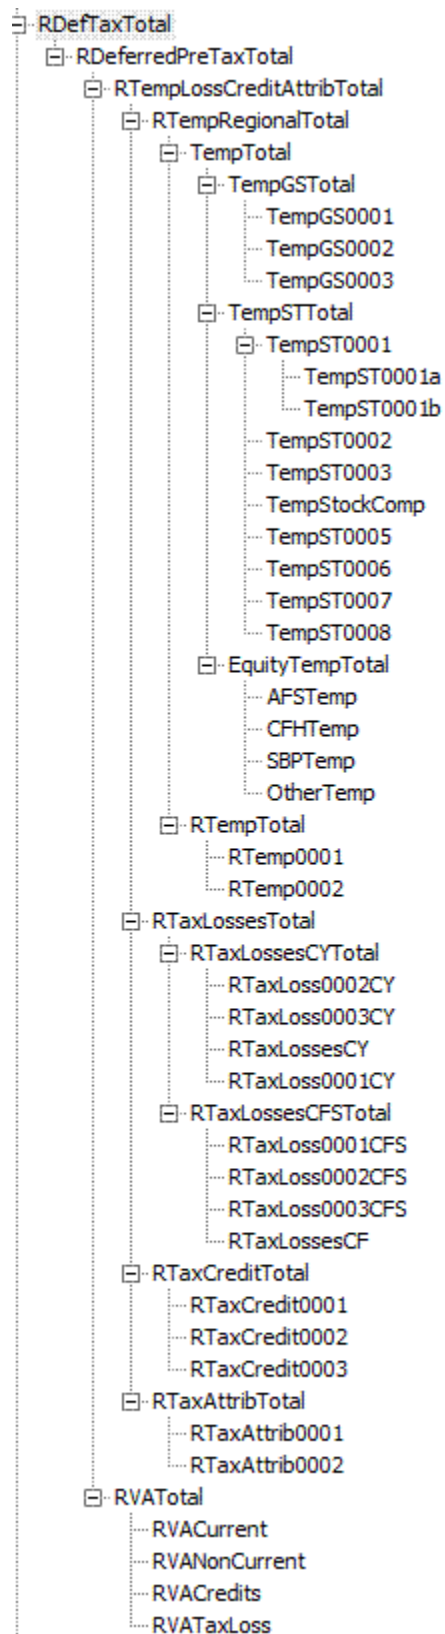 RDefTaxTotal
RDeferredPreTaxTotal
RTempLossCreditAttribTotal
RTempRegionalTotal
TempTotal
TempGSTotal
TempGS0001
TempGS0002
TempGS0003
TempSTTotal
TempST0001
TempST0001a
TempST0001b
TempST0002
TempST0003
TempStockComp
TempST0005
TempST0006
TempST0007
TempST0008
EquityTempTotal
AFSTemp
CFHTemp
SBPTemp
OtherTemp
RTempTotal
RTemp0001
RTemp0002
RTaxLossesTotal
RTaxLossesCYTotal
RTaxLoss0002CY
RTaxLoss0003CY
RTaxLossesCY
RTaxLoss0001CY
RTaxLossesCFSTotal
RTaxLoss0001CFS
RTaxLoss0002CFS
RTaxLoss0003CFS
RTaxLossesCF
RTaxCreditTotal
RTaxCredit0001
RTaxCredit0002
RTaxCredit0003
RTaxAttribTotal
RTaxAttrib0001
RTaxAttrib0002
RVATotal
RVACurrent
RVANonCurrent
RVACredits
RVATaxLoss